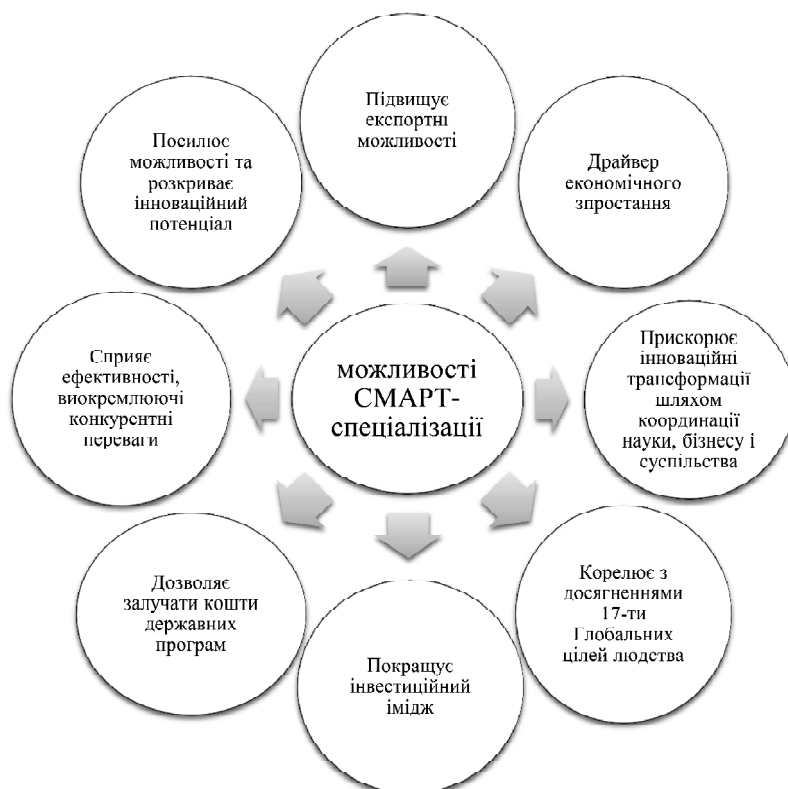 Підвищує
експортні
можливості
Драйвер
економічного
зпростання
Прискорює
інноваційні
трансформації
шляхом
координації
науки, бізнесу і
суспільства
Корелює з
досягненнями
17-ти
Глобальних
цілей людства
Покращує
інвестиційний
імідж
Дозволяє
залучати кошти
державних
програм
Сприяє
ефективності,
виокремлюючі
конкурентні
переваги
Посилює
можливості та
розкриває
інноваційний
потенціал
можливості
СМАРТ-
спеціалізації